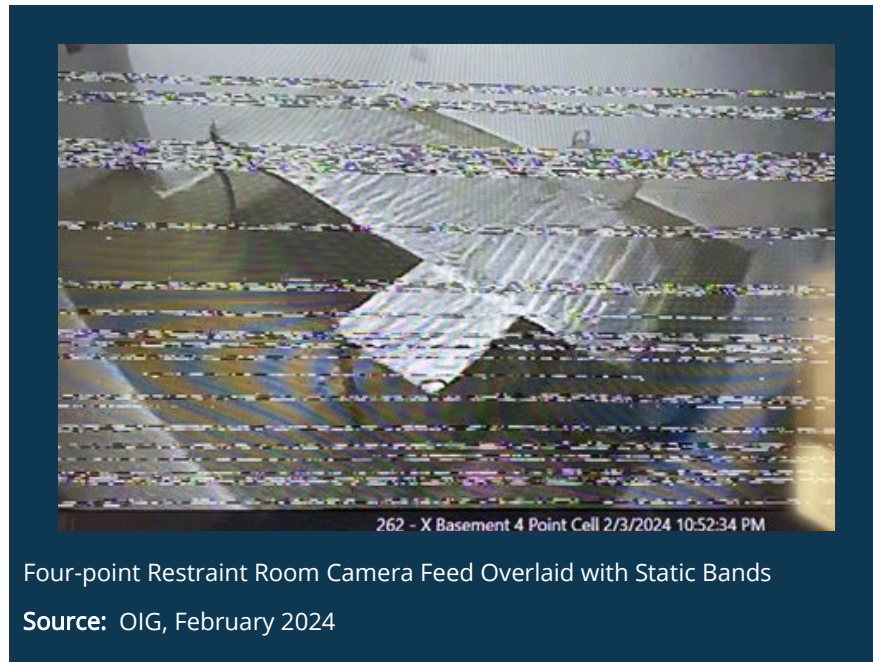 262 - X Basement 4 Point Cell 2/3/2024 10:52:34 PM
Four-point Restraint Room Camera Feed Overlaid with Static Bands
Source: OIG, February 2024